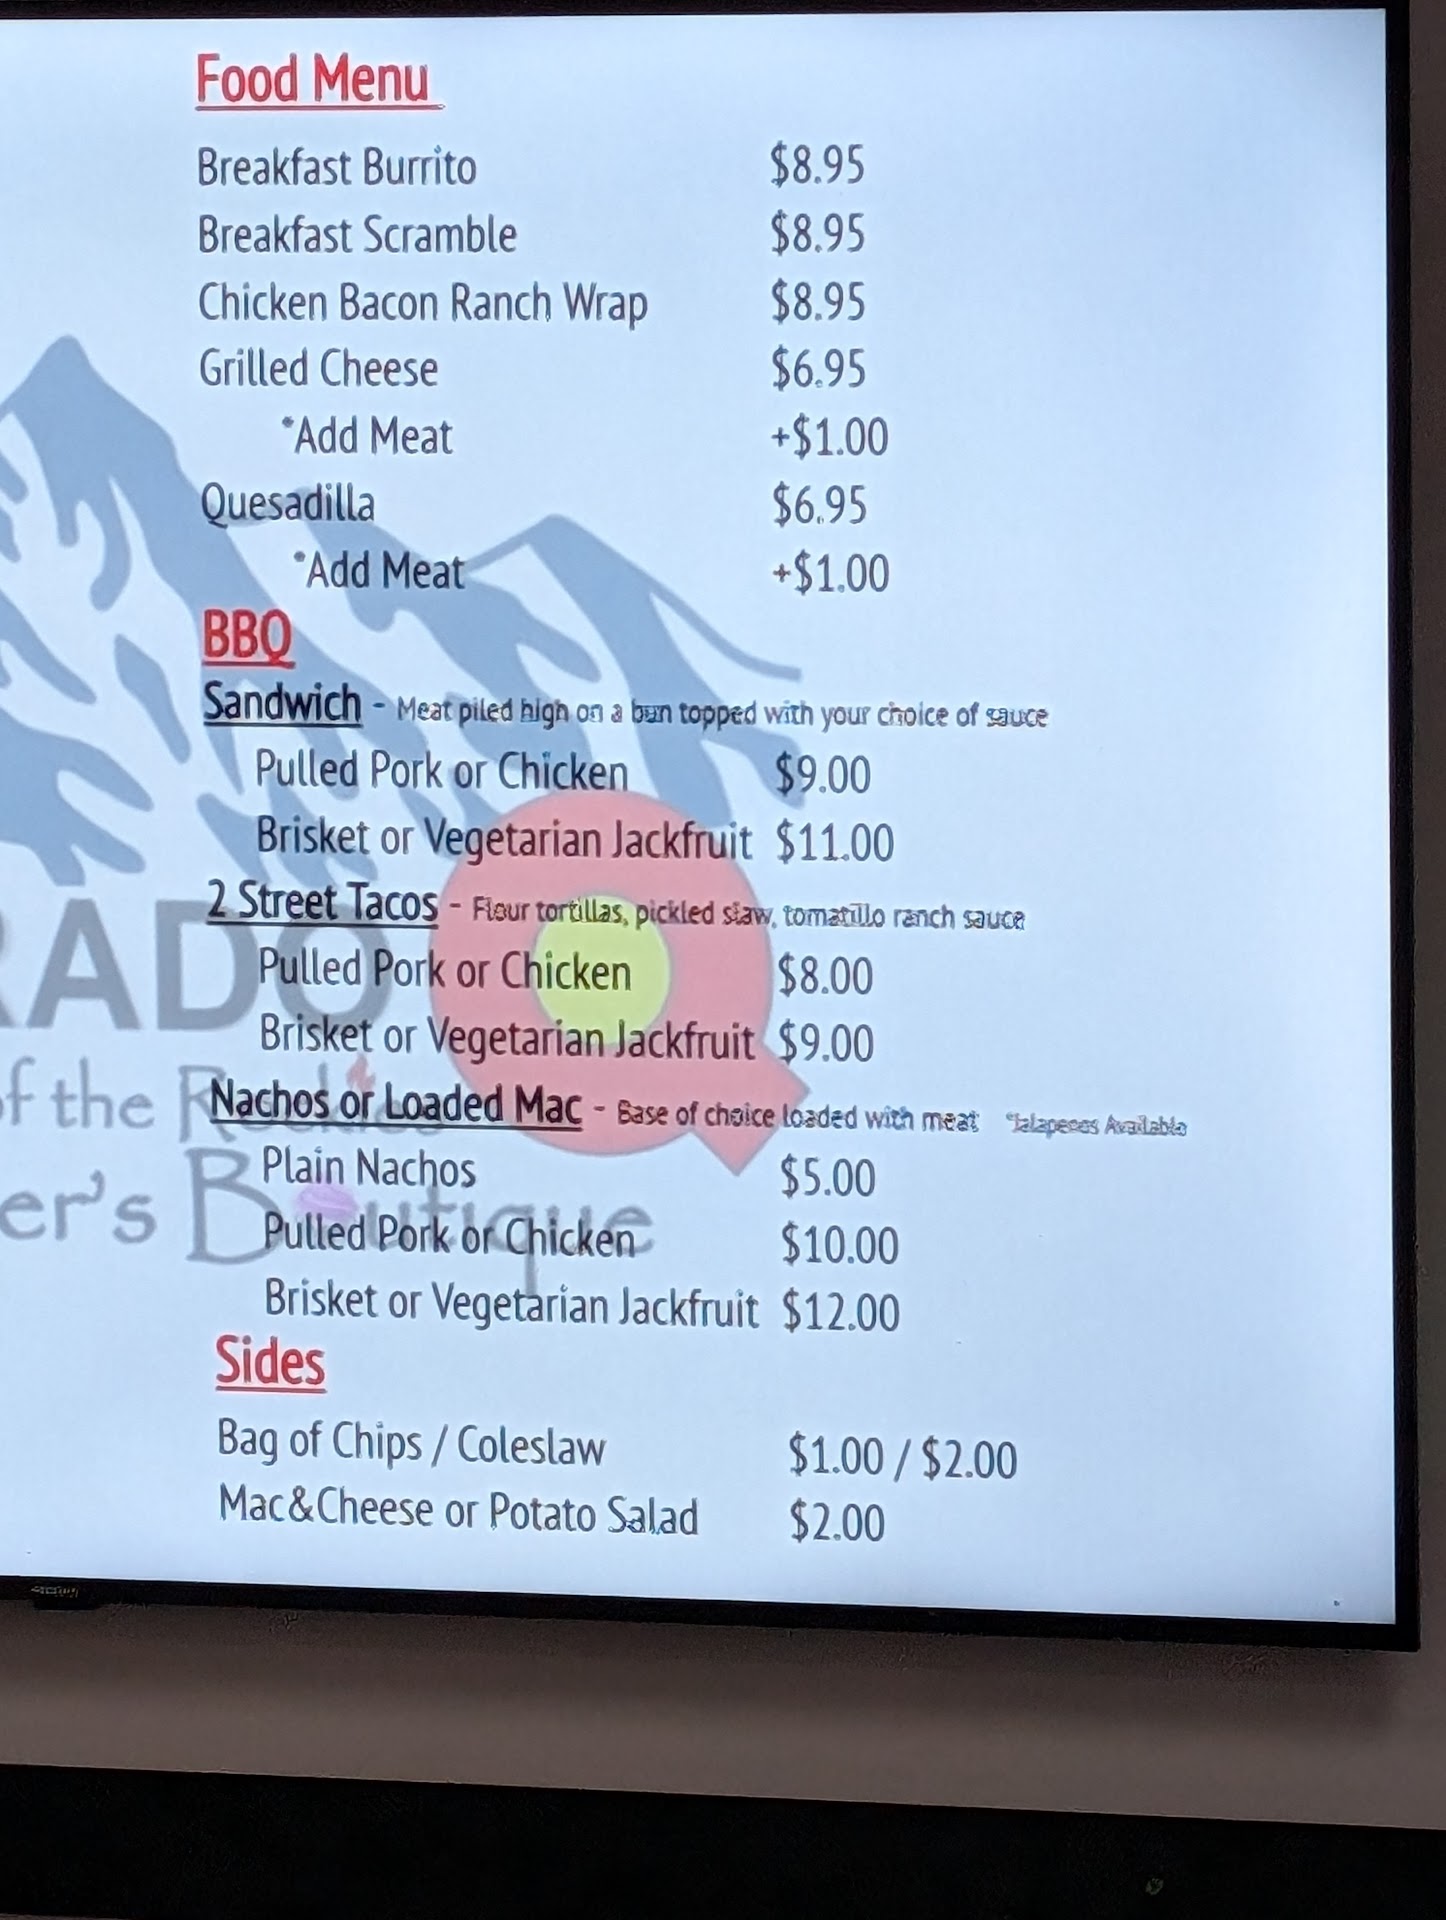 Food Menu
Breakfast Burrito $8.95
Breakfast Scramble $8.95
Chicken Bacon Ranch Wrap $8.95
Grilled Cheese $6.95
*Add Meat +$1.00
Quesadilla $6.95
*Add Meat +$1.00
BBQ
Sandwich - Meat piled high on a bun topped with your choice of sauce
Pulled Pork or Chicken $9.00
Brisket or Vegetarian Jackfruit $11.00
2 Street Tacos - Flour tortillas, pickled slaw, tomatillo ranch sauce
RADO Q
Pulled Pork or Chicken $8.00
Brisket or Vegetarian Jackfruit $9.00
of the
Nachos or Loaded Mac - Base of choice loaded with meat *Jalapenos Available
Plain Nachos $5.00
er's Boutique
Pulled Pork or Chicken $10.00
Brisket or Vegetarian Jackfruit $12.00
Sides
Bag of Chips / Coleslaw $1.00 / $2.00
Mac&Cheese or Potato Salad $2.00